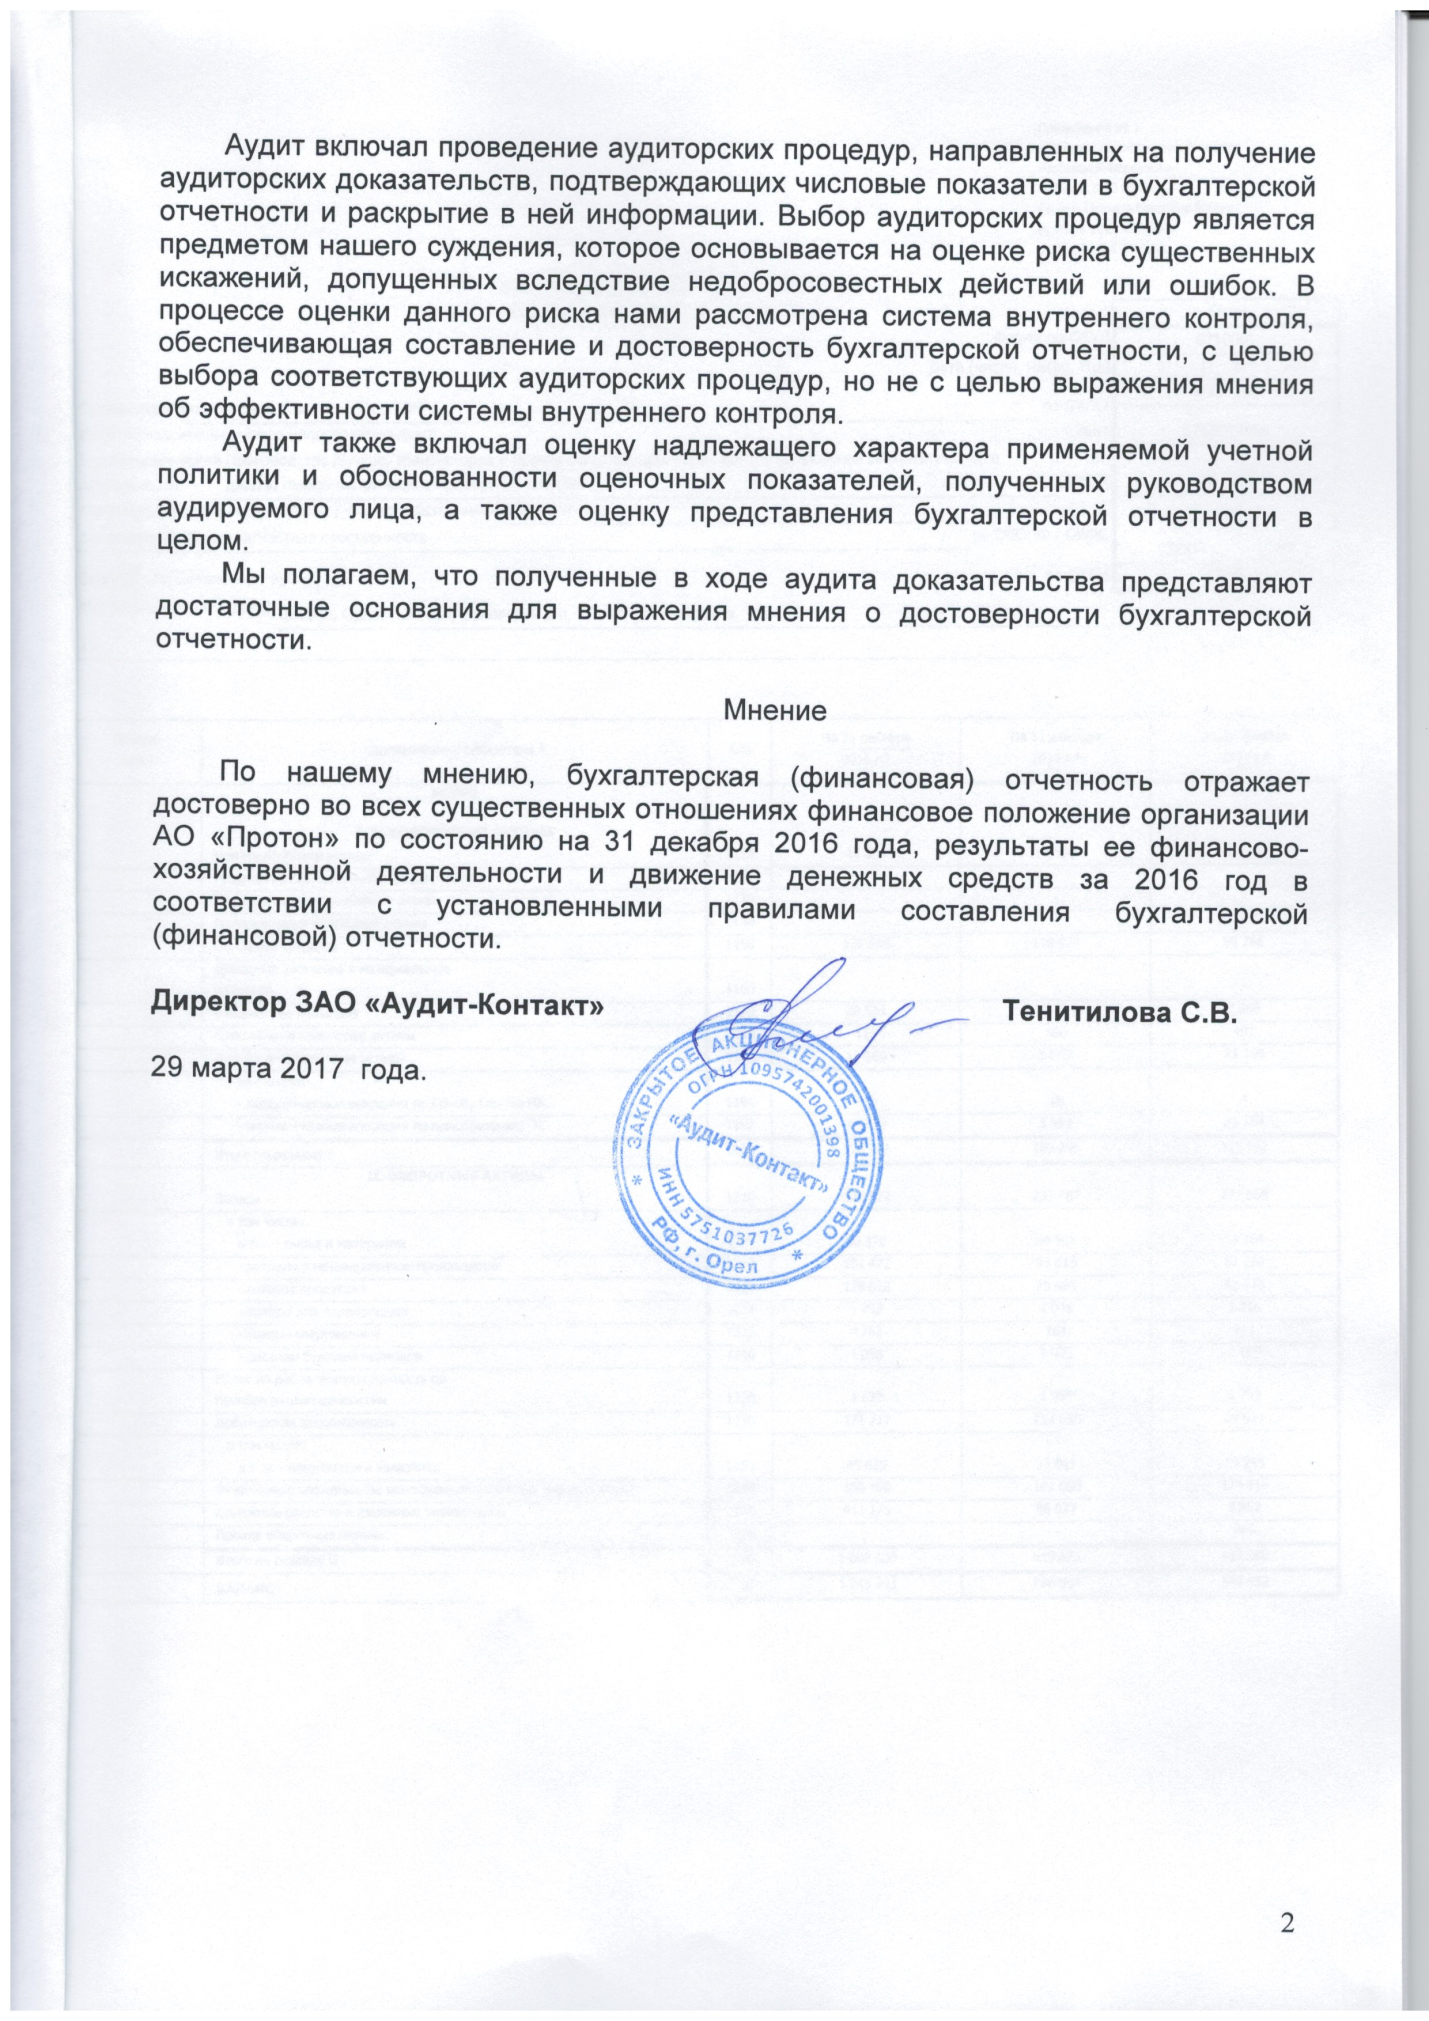 Аудит включал проведение аудиторских процедур, направленных на получение
аудиторских доказательств, подтверждающих числовые показатели в бухгалтерской
отчетности и раскрытие в ней информации. Выбор аудиторских процедур является
предметом нашего суждения, которое основывается на оценке риска существенных
искажений, допущенных вследствие недобросовестных действий или ошибок. В
процессе оценки данного риска нами рассмотрена система внутреннего контроля,
обеспечивающая составление и достоверность бухгалтерской отчетности, с целью
выбора соответствующих аудиторских процедур, но не с целью выражения мнения
об эффективности системы внутреннего контроля.
Аудит также включал оценку надлежащего характера применяемой учетной
политики и обоснованности оценочных показателей, полученных руководством
аудируемого лица, а также оценку представления бухгалтерской отчетности в
целом.
Мы полагаем, что полученные в ходе аудита доказательства представляют
достаточные основания для выражения мнения о достоверности бухгалтерской
отчетности.
Мнение
По нашему мнению, бухгалтерская (финансовая) отчетность отражает
достоверно во всех существенных отношениях финансовое положение организации
АО «Протон» по состоянию на 31 декабря 2016 года, результаты ее финансово-
хозяйственной деятельности и движение денежных средств за 2016 год в
соответствии с установленными правилами составления бухгалтерской
(финансовой) отчетности.
Директор ЗАО «Аудит-Контакт» Тенитилова С.В.
29 марта 2017 года.
ЗАКРЫТОЕ АКЦИОНЕРНОЕ ОБЩЕСТВО
ОГРН 1095742001398
«Аудит-Контакт»
ИНН 5751037726
* РФ, г. Орел *
2